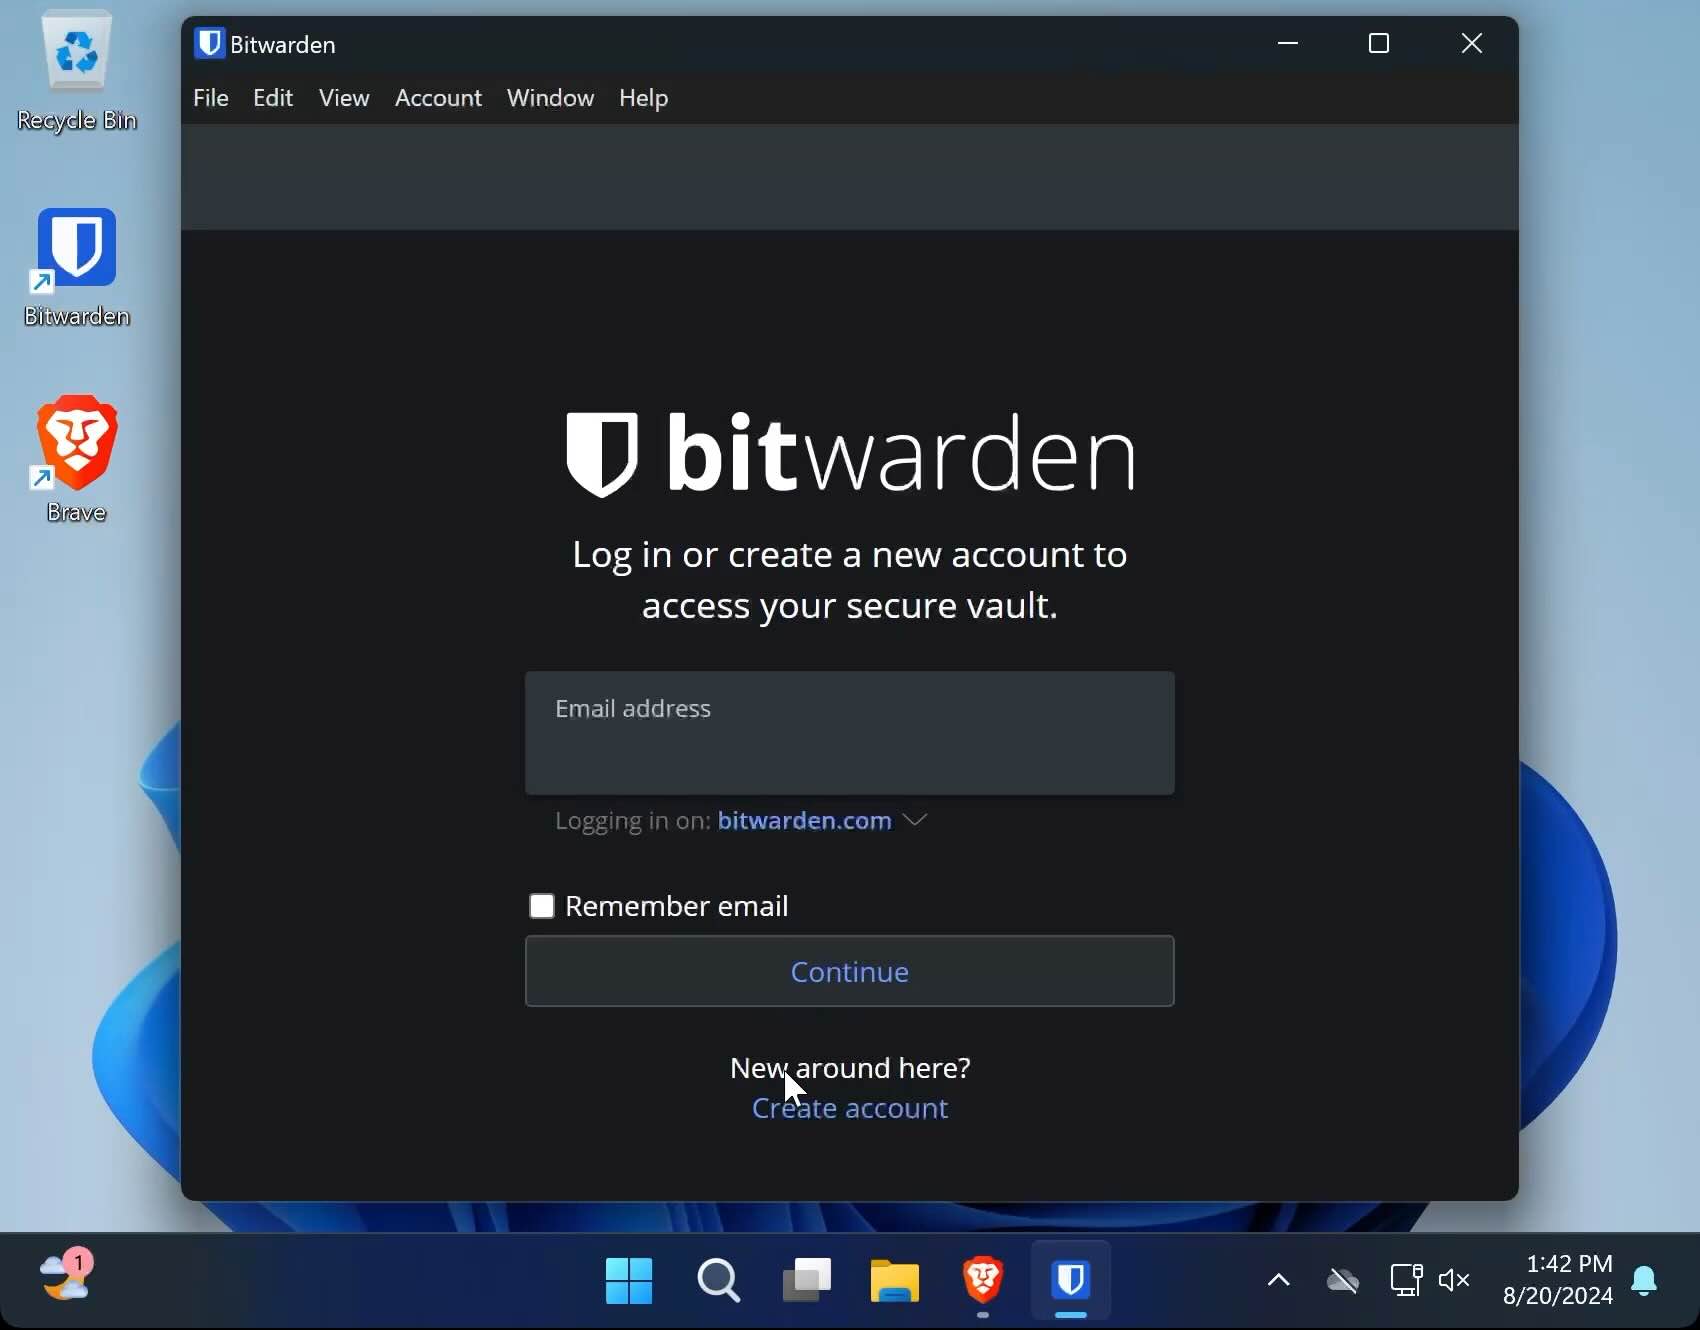 Recycle Bin
Bitwarden
Brave
Bitwarden
File Edit View Account Window Help
bitwarden
Log in or create a new account to
access your secure vault.
Email address
Logging in on: bitwarden.com
Remember email
Continue
New around here?
Create account
1
1:42 PM
8/20/2024